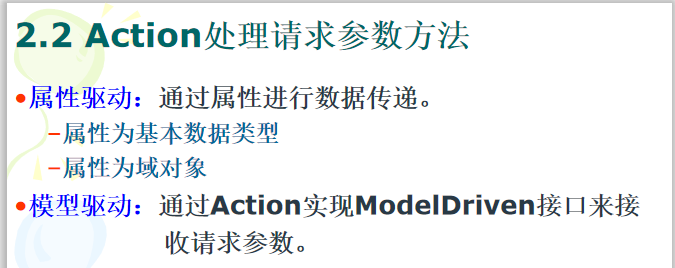 2.2 Action处理请求参数方法
•属性驱动：通过属性进行数据传递。
–属性为基本数据类型
–属性为域对象
•模型驱动：通过Action实现ModelDriven接口来接
收请求参数。